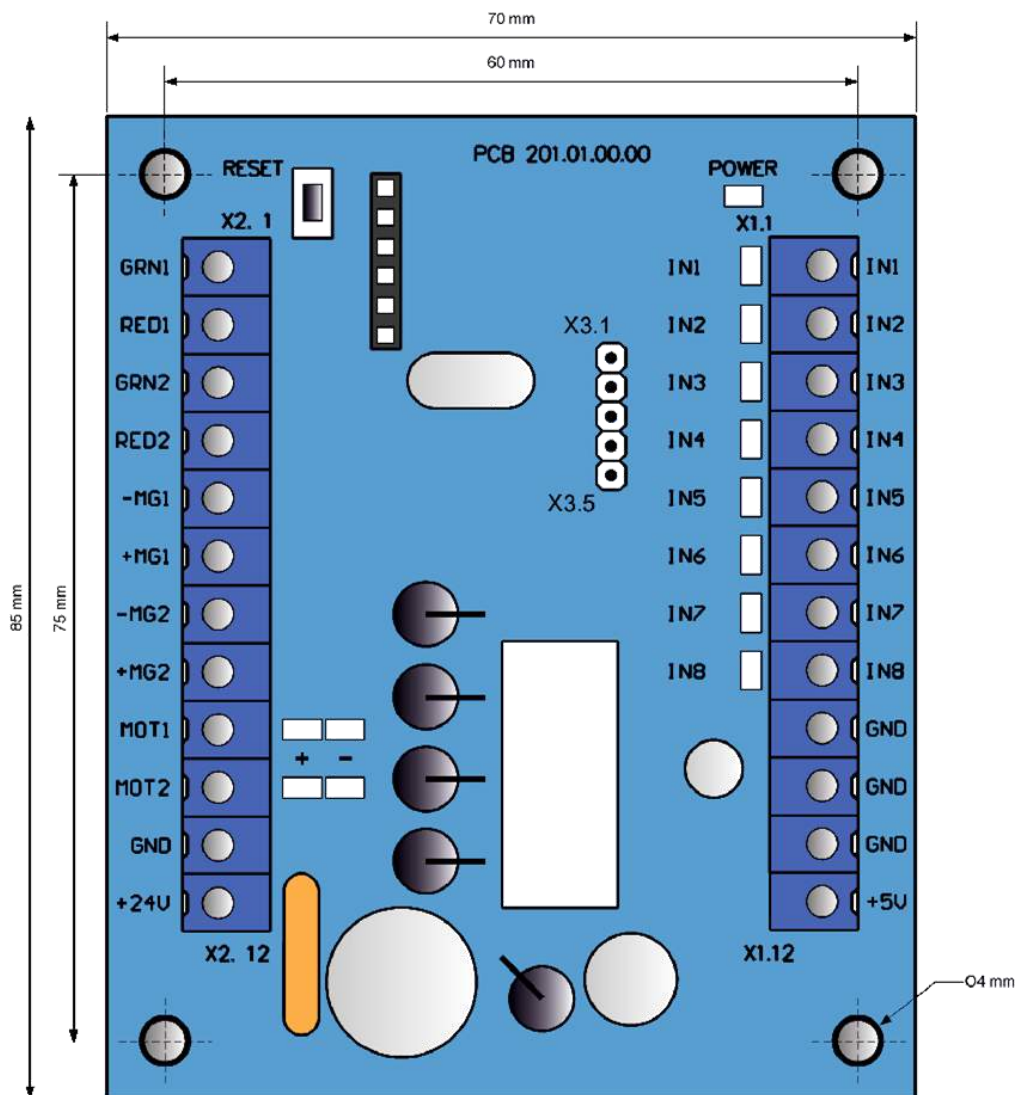 70 mm
60 mm
PCB 201.01.00.00
RESET
POWER
X2. 1
X1.1
GRN1
IN1
IN1
RED1
IN2
IN2
X3.1
GRN2
IN3
IN3
RED2
IN4
IN4
-MG1
IN5
IN5
X3.5
+MG1
IN6
IN6
-MG2
IN7
IN7
+MG2
IN8
IN8
MOT1
GND
+ -
MOT2
GND
GND
GND
+24V
+5V
X2. 12
X1.12
O4 mm
85 mm
75 mm